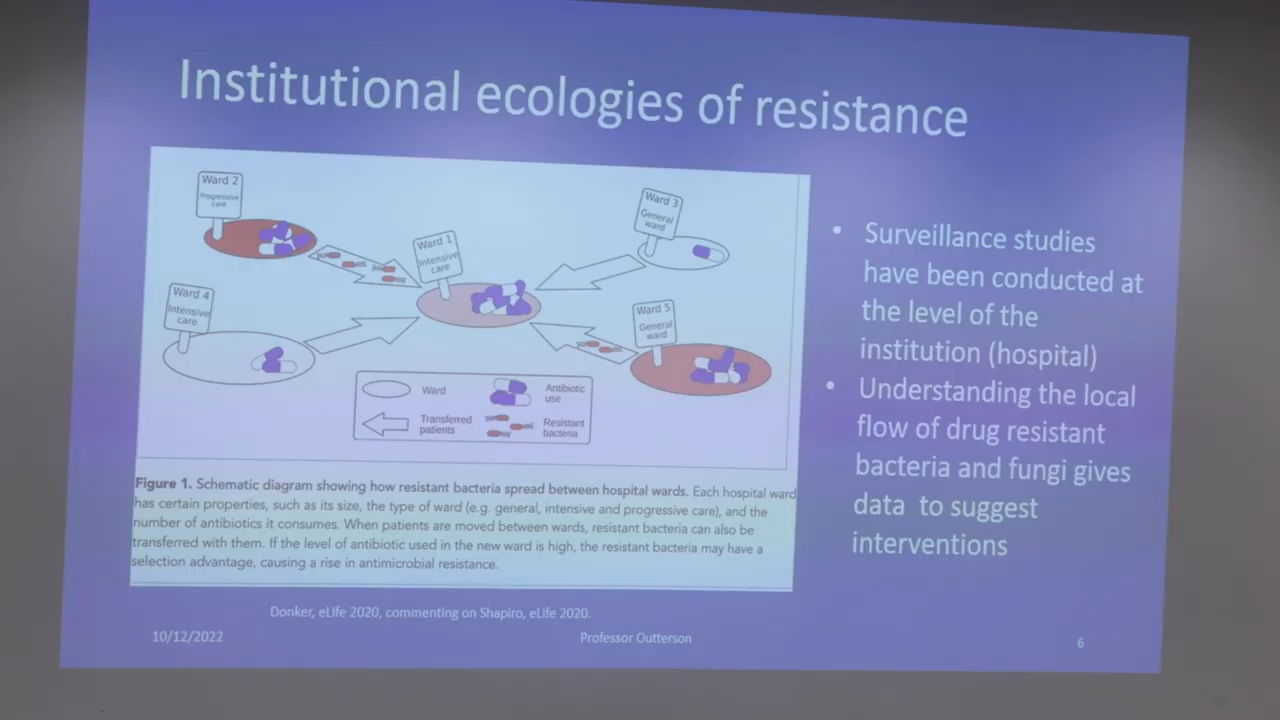 Institutional ecologies of resistance
Ward 2
Progressive
care
Ward 1
Intensive
care
Ward 3
General
ward
Ward 4
Intensive
care
Ward 5
General
ward
Ward
Antibiotic
use
Transferred
patients
Resistant
bacteria
Figure 1. Schematic diagram showing how resistant bacteria spread between hospital wards. Each hospital ward
has certain properties, such as its size, the type of ward (e.g. general, intensive and progressive care), and the
number of antibiotics it consumes. When patients are moved between wards, resistant bacteria can also be
transferred with them. If the level of antibiotic used in the new ward is high, the resistant bacteria may have a
selection advantage, causing a rise in antimicrobial resistance.
• Surveillance studies
have been conducted at
the level of the
institution (hospital)
• Understanding the local
flow of drug resistant
bacteria and fungi gives
data to suggest
interventions
Donker, eLife 2020, commenting on Shapiro, eLife 2020.
10/12/2022
Professor Outterson
6